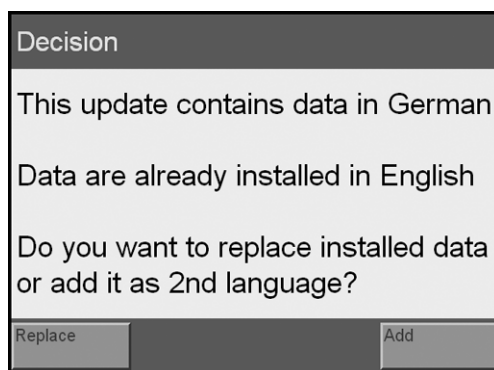 Decision
This update contains data in German
Data are already installed in English
Do you want to replace installed data
or add it as 2nd language?
Replace
Add